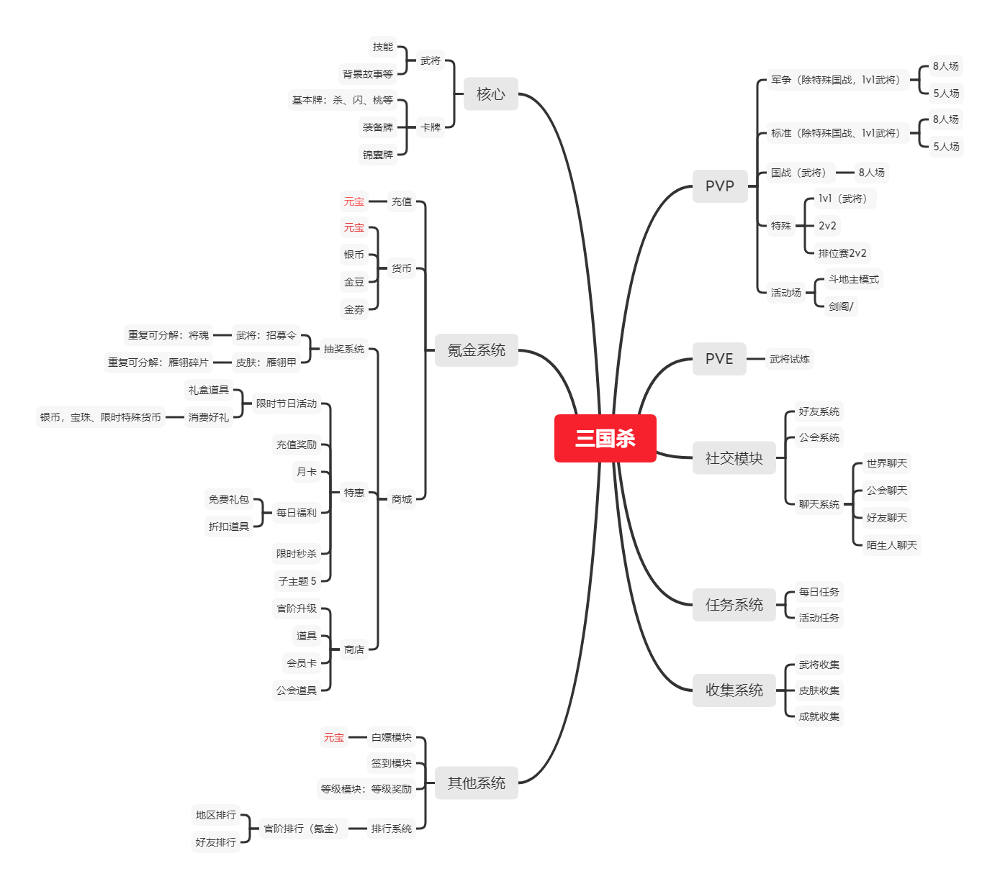 三国杀
核心
武将
技能
背景故事等
卡牌
基本牌：杀、闪、桃等
装备牌
锦囊牌
氪金系统
充值
元宝
货币
元宝
银币
金豆
金券
商城
抽奖系统
武将：招募令
重复可分解：将魂
皮肤：雁翎甲
重复可分解：雁翎碎片
特惠
限时节日活动
礼盒道具
消费好礼
银币，宝珠、限时特殊货币
充值奖励
月卡
每日福利
免费礼包
折扣道具
限时秒杀
子主题 5
商店
官阶升级
道具
会员卡
公会道具
其他系统
白嫖模块
元宝
签到模块
等级模块：等级奖励
排行系统
官阶排行（氪金）
地区排行
好友排行
PVP
军争（除特殊国战，1v1武将）
8人场
5人场
标准（除特殊国战、1v1武将）
8人场
5人场
国战（武将）
8人场
特殊
1v1（武将）
2v2
排位赛2v2
活动场
斗地主模式
剑阁/
PVE
武将试炼
社交模块
好友系统
公会系统
聊天系统
世界聊天
公会聊天
好友聊天
陌生人聊天
任务系统
每日任务
活动任务
收集系统
武将收集
皮肤收集
成就收集